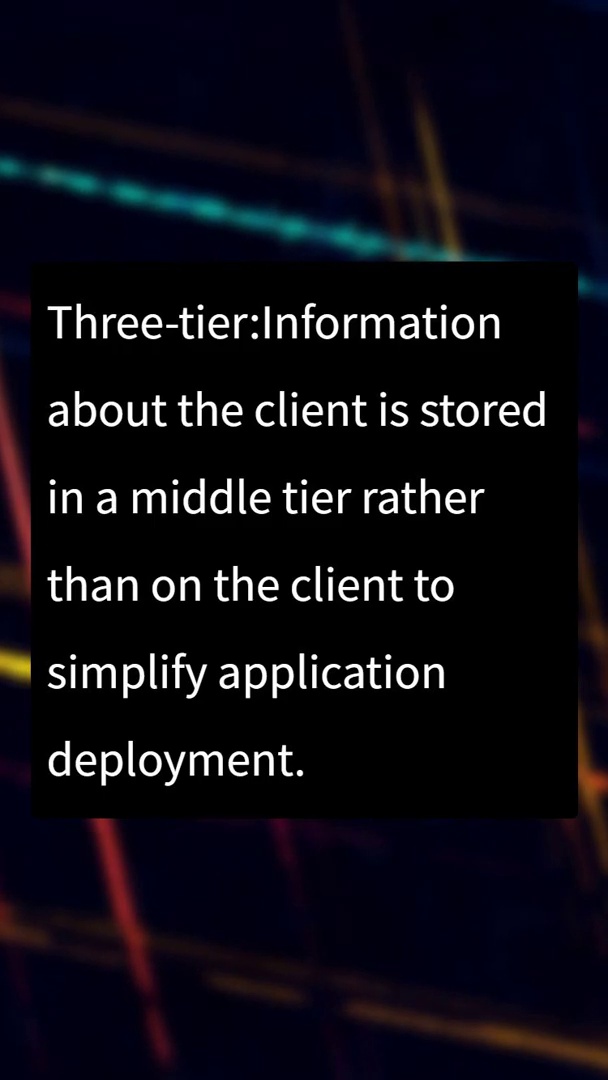 Three-tier:Information
about the client is stored
in a middle tier rather
than on the client to
simplify application
deployment.